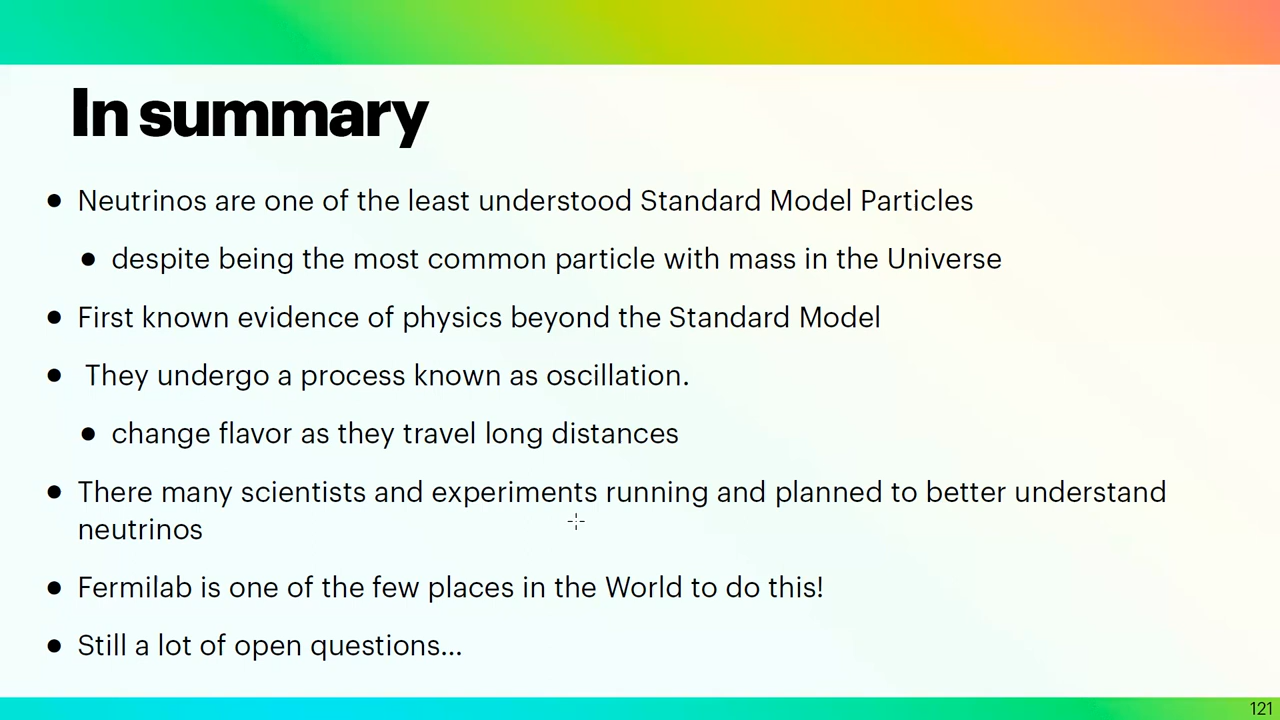 In summary
● Neutrinos are one of the least understood Standard Model Particles
● despite being the most common particle with mass in the Universe
● First known evidence of physics beyond the Standard Model
● They undergo a process known as oscillation.
● change flavor as they travel long distances
● There many scientists and experiments running and planned to better understand
neutrinos
● Fermilab is one of the few places in the World to do this!
● Still a lot of open questions...
121